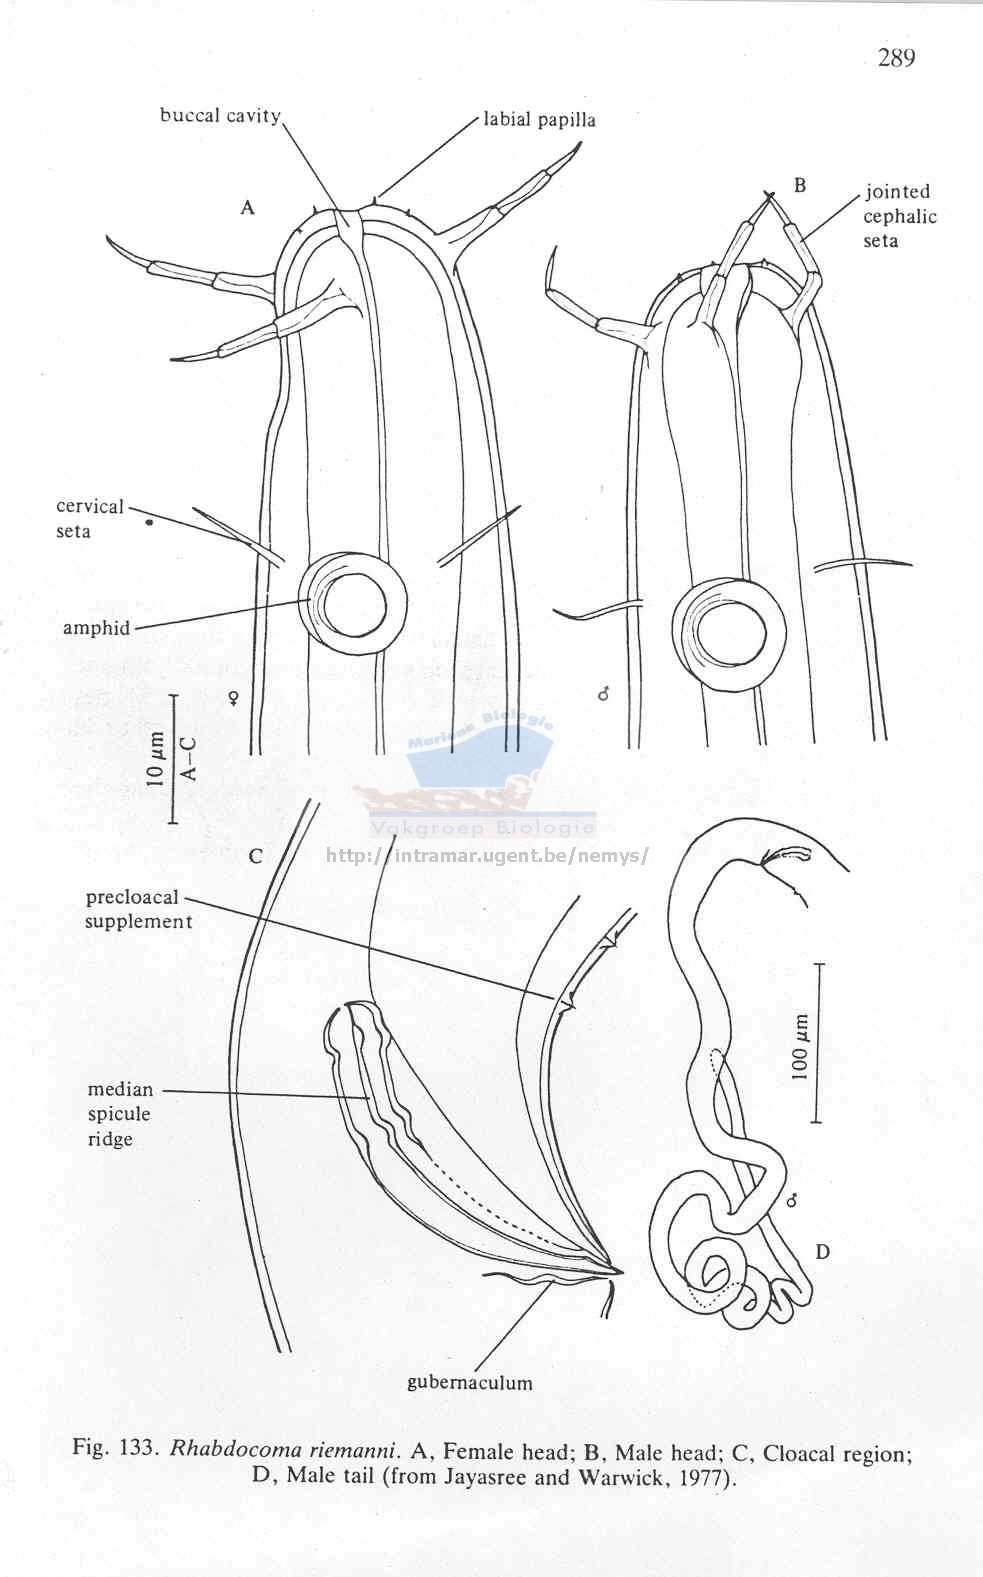 289
buccal cavity
labial papilla
A
B
jointed
cephalic
seta
cervical
seta
amphid
♀
♂
10 µm
A–C
Mariene Biologie
Vakgroep Biologie
http://intramar.ugent.be/nemys/
C
precloacal
supplement
100 µm
median
spicule
ridge
♂
D
gubernaculum
Fig. 133. Rhabdocoma riemanni. A, Female head; B, Male head; C, Cloacal region;
D, Male tail (from Jayasree and Warwick, 1977).